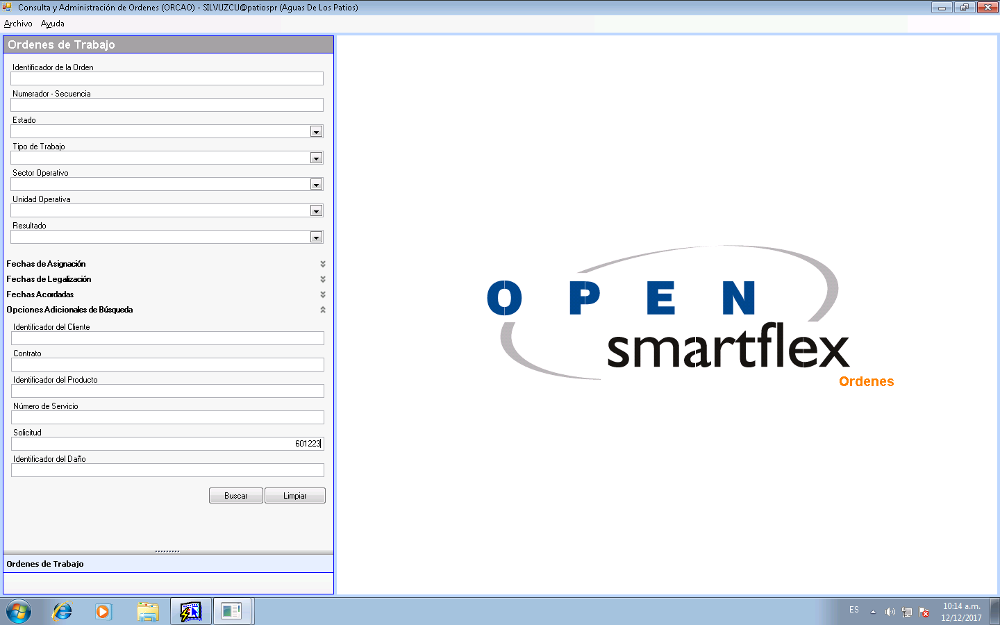 Consulta y Administración de Ordenes (ORCAO) - SILVUZCU@patiospr (Aguas De Los Patios)
Archivo Ayuda
Ordenes de Trabajo
Identificador de la Orden
Numerador - Secuencia
Estado
Tipo de Trabajo
Sector Operativo
Unidad Operativa
Resultado
Fechas de Asignación
Fechas de Legalización
Fechas Acordadas
Opciones Adicionales de Búsqueda
Identificador del Cliente
Contrato
Identificador del Producto
Número de Servicio
Solicitud
601223
Identificador del Daño
Buscar Limpiar
Ordenes de Trabajo
OPEN
smartflex
Ordenes
ES
10:14 a.m.
12/12/2017